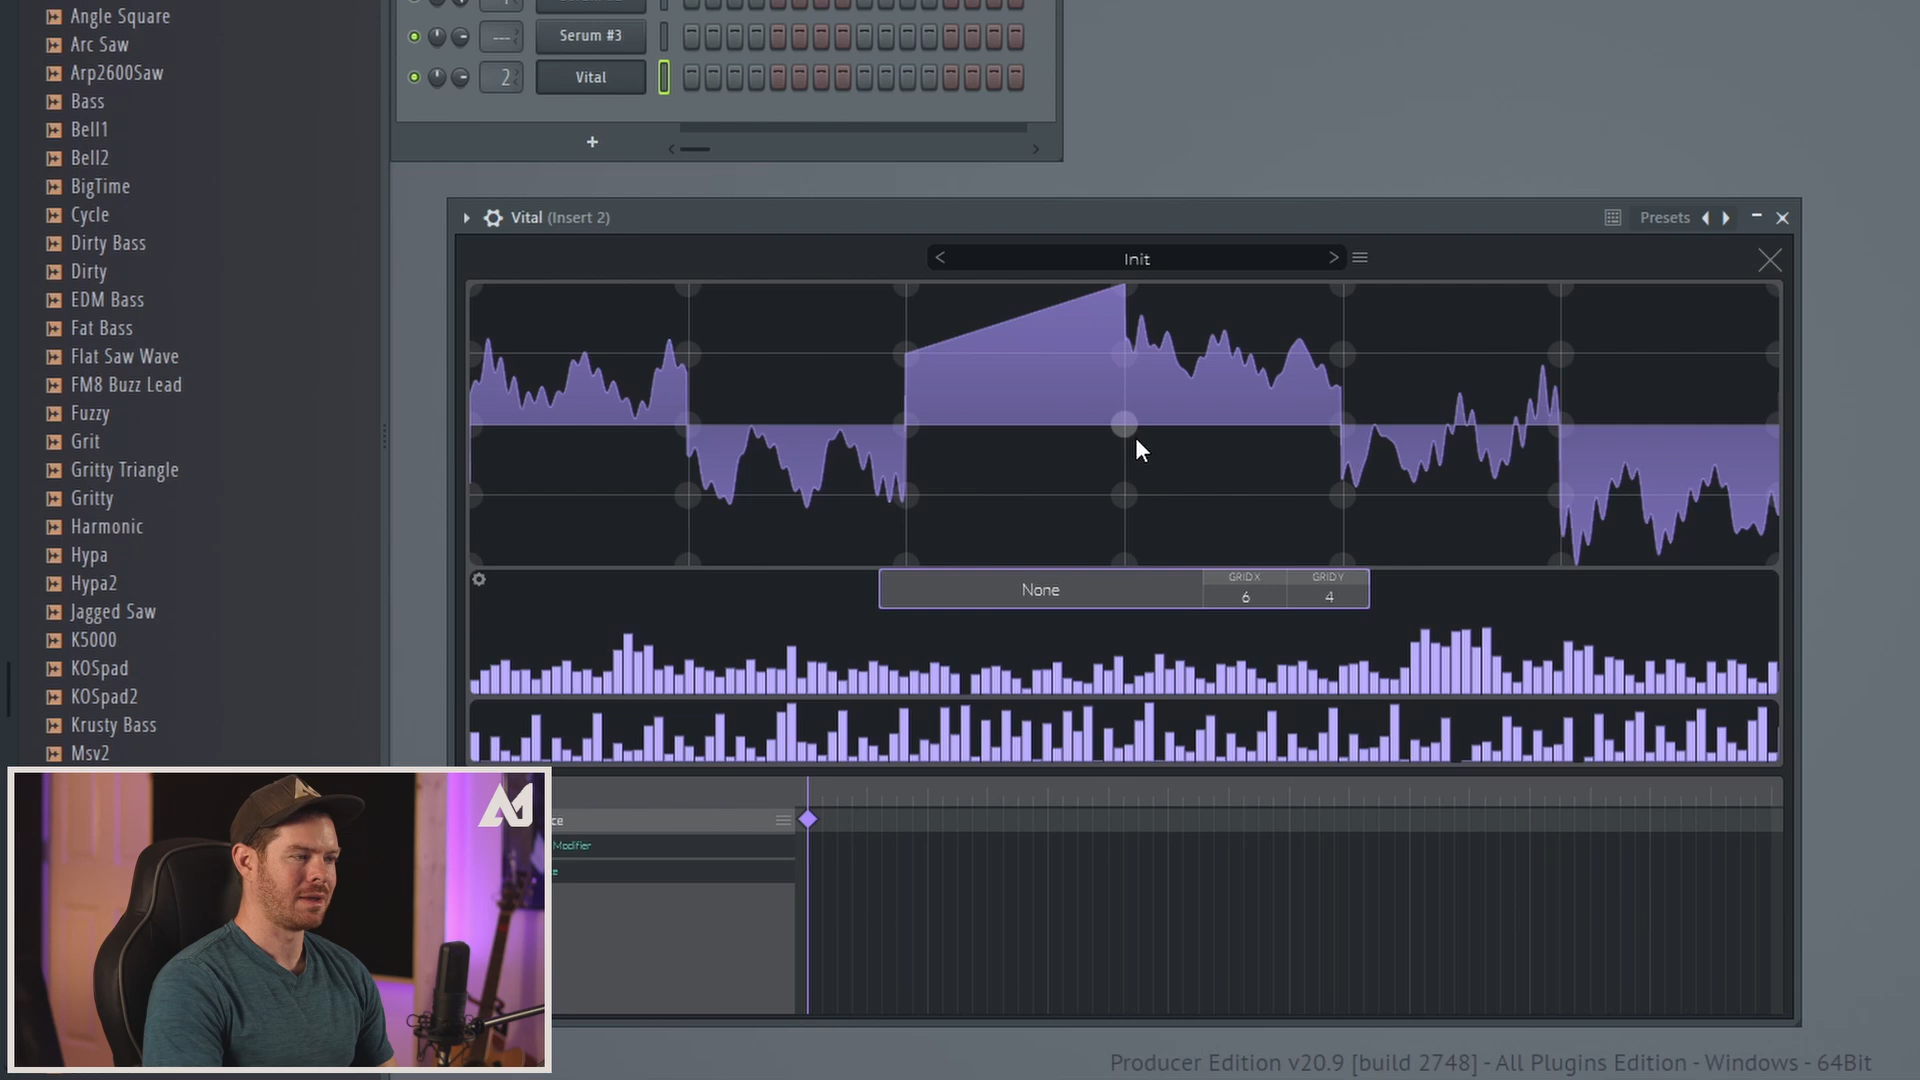 Angle Square
Arc Saw
Arp2600Saw
Bass
Bell1
Bell2
BigTime
Cycle
Dirty Bass
Dirty
EDM Bass
Fat Bass
Flat Saw Wave
FM8 Buzz Lead
Fuzzy
Grit
Gritty Triangle
Gritty
Harmonic
Hypa
Hypa2
Jagged Saw
K5000
KOSpad
KOSpad2
Krusty Bass
Msv2
---
Serum #3
2
Vital
+
Vital (Insert 2)
Presets
Init
None
GRID X
6
GRID Y
4
ce
Modifier
e
Producer Edition v20.9 [build 2748] - All Plugins Edition - Windows - 64Bit